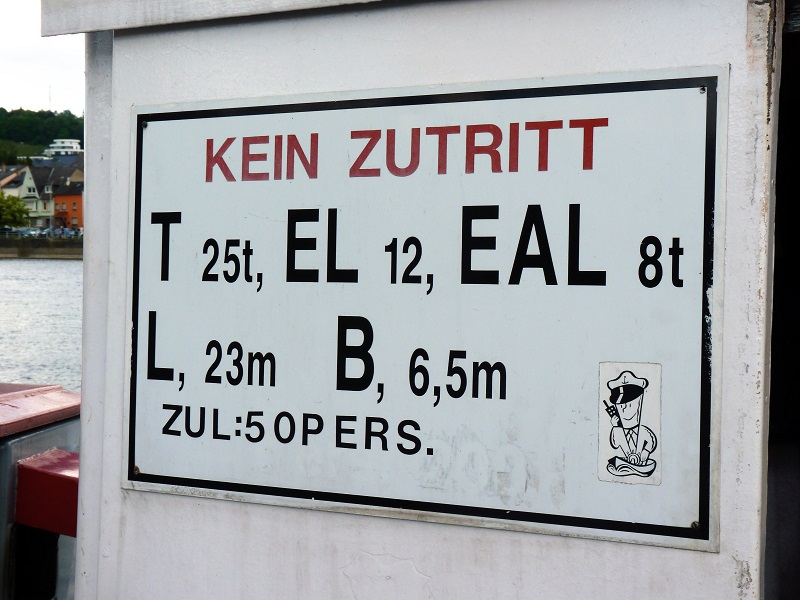 KEIN ZUTRITT
T 25t, EL 12, EAL 8t
L, 23m B, 6,5m
ZUL:50PERS.